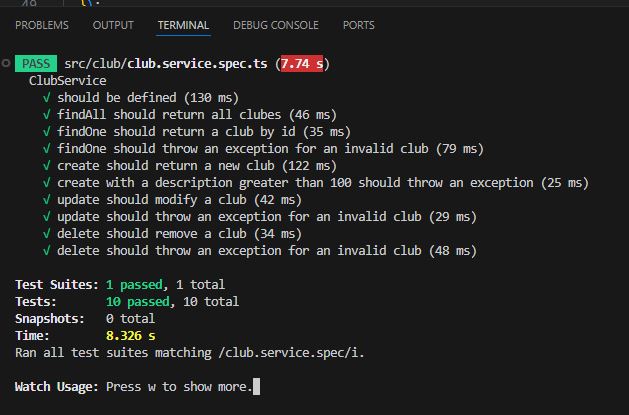 49 });
PROBLEMS OUTPUT TERMINAL DEBUG CONSOLE PORTS
PASS src/club/club.service.spec.ts (7.74 s)
ClubService
√ should be defined (130 ms)
√ findAll should return all clubes (46 ms)
√ findOne should return a club by id (35 ms)
√ findOne should throw an exception for an invalid club (79 ms)
√ create should return a new club (122 ms)
√ create with a description greater than 100 should throw an exception (25 ms)
√ update should modify a club (42 ms)
√ update should throw an exception for an invalid club (29 ms)
√ delete should remove a club (34 ms)
√ delete should throw an exception for an invalid club (48 ms)
Test Suites: 1 passed, 1 total
Tests: 10 passed, 10 total
Snapshots: 0 total
Time: 8.326 s
Ran all test suites matching /club.service.spec/i.
Watch Usage: Press w to show more.